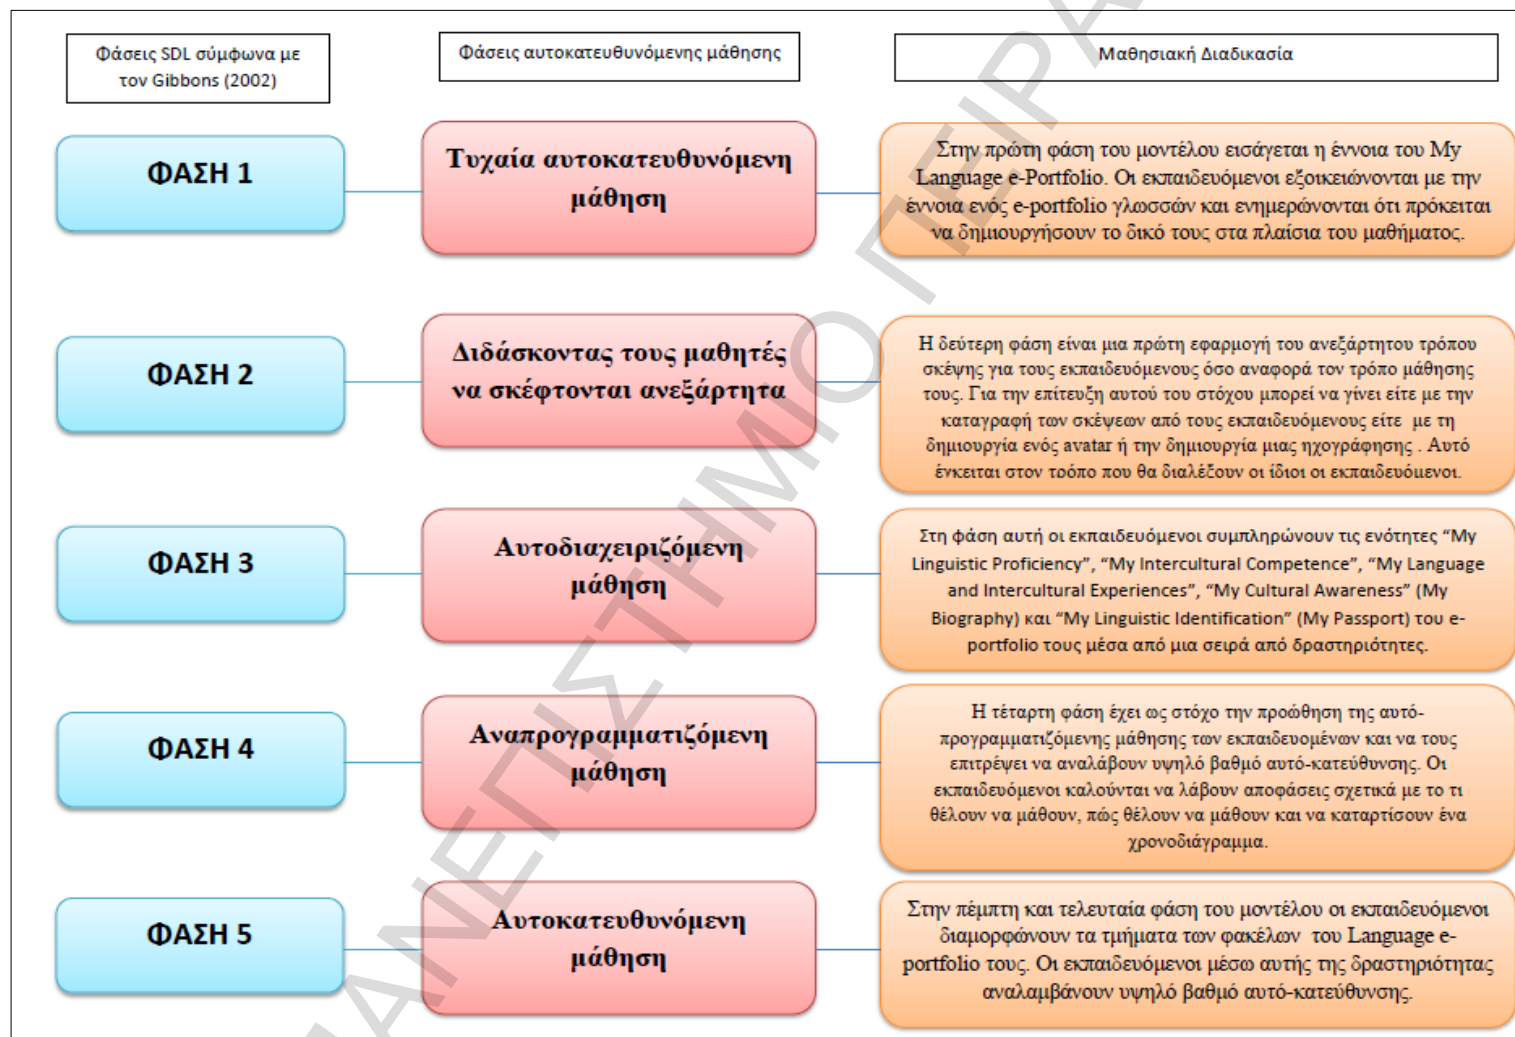 Φάσεις SDL σύμφωνα με
τον Gibbons (2002)
Φάσεις αυτοκατευθυνόμενης μάθησης
Μαθησιακή Διαδικασία
ΦΑΣΗ 1
Τυχαία αυτοκατευθυνόμενη
μάθηση
Στην πρώτη φάση του μοντέλου εισάγεται η έννοια του My
Language e-Portfolio. Οι εκπαιδευόμενοι εξοικειώνονται με την
έννοια ενός e-portfolio γλωσσών και ενημερώνονται ότι πρόκειται
να δημιουργήσουν το δικό τους στα πλαίσια του μαθήματος.
ΦΑΣΗ 2
Διδάσκοντας τους μαθητές
να σκέφτονται ανεξάρτητα
Η δεύτερη φάση είναι μια πρώτη εφαρμογή του ανεξάρτητου τρόπου
σκέψης για τους εκπαιδευόμενους όσο αναφορά τον τρόπο μάθησης
τους. Για την επίτευξη αυτού του στόχου μπορεί να γίνει είτε με την
καταγραφή των σκέψεων από τους εκπαιδευόμενους είτε με τη
δημιουργία ενός avatar ή την δημιουργία μιας ηχογράφησης . Αυτό
έγκειται στον τρόπο που θα διαλέξουν οι ίδιοι οι εκπαιδευόμενοι.
ΦΑΣΗ 3
Αυτοδιαχειριζόμενη
μάθηση
Στη φάση αυτή οι εκπαιδευόμενοι συμπληρώνουν τις ενότητες “My
Linguistic Proficiency”, “My Intercultural Competence”, “My Language
and Intercultural Experiences”, “My Cultural Awareness” (My
Biography) και “My Linguistic Identification” (My Passport) του e-
portfolio τους μέσα από μια σειρά από δραστηριότητες.
ΦΑΣΗ 4
Αναπρογραμματιζόμενη
μάθηση
Η τέταρτη φάση έχει ως στόχο την προώθηση της αυτό-
προγραμματιζόμενης μάθησης των εκπαιδευομένων και να τους
επιτρέψει να αναλάβουν υψηλό βαθμό αυτό-κατεύθυνσης. Οι
εκπαιδευόμενοι καλούνται να λάβουν αποφάσεις σχετικά με το τι
θέλουν να μάθουν, πώς θέλουν να μάθουν και να καταρτίσουν ένα
χρονοδιάγραμμα.
ΦΑΣΗ 5
Αυτοκατευθυνόμενη
μάθηση
Στην πέμπτη και τελευταία φάση του μοντέλου οι εκπαιδευόμενοι
διαμορφώνουν τα τμήματα των φακέλων του Language e-
portfolio τους. Οι εκπαιδευόμενοι μέσω αυτής της δραστηριότητας
αναλαμβάνουν υψηλό βαθμό αυτό-κατεύθυνσης.
ΑΝΕΠΙΣΤΗΜΙΟ ΠΕΙΡΑ